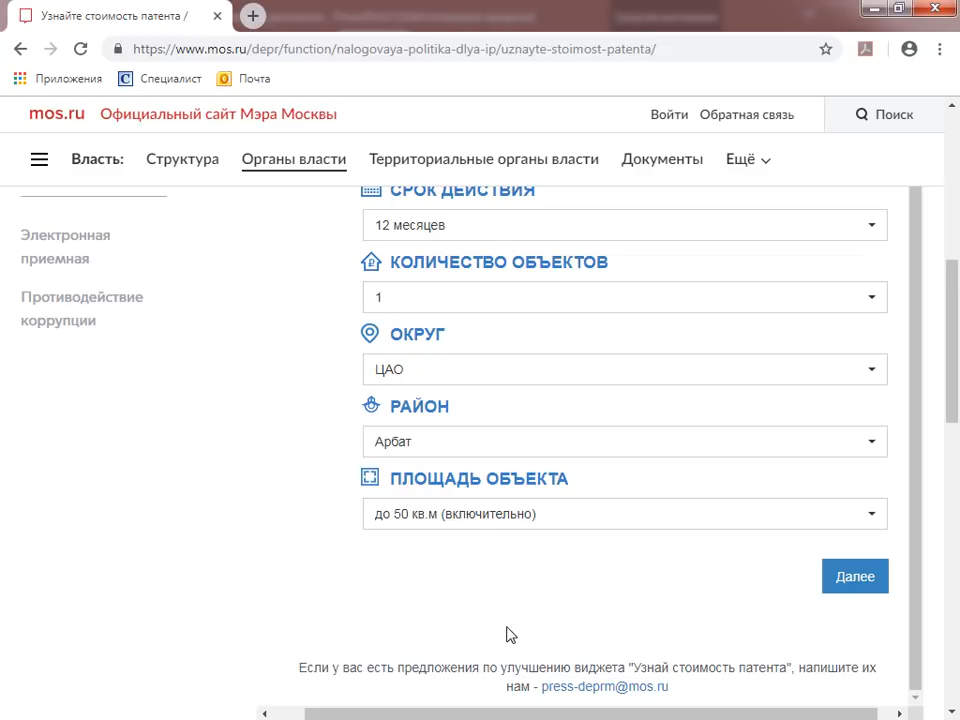 Узнайте стоимость патента /
https://www.mos.ru/depr/function/nalogovaya-politika-dlya-ip/uznayte-stoimost-patenta/
Приложения Специалист Почта
mos.ru Официальный сайт Мэра Москвы Войти Обратная связь Поиск
Власть: Структура Органы власти Территориальные органы власти Документы Ещё
Электронная
приемная
Противодействие
коррупции
СРОК ДЕЙСТВИЯ
12 месяцев
КОЛИЧЕСТВО ОБЪЕКТОВ
1
ОКРУГ
ЦАО
РАЙОН
Арбат
ПЛОЩАДЬ ОБЪЕКТА
до 50 кв.м (включительно)
Далее
Если у вас есть предложения по улучшению виджета "Узнай стоимость патента", напишите их
нам - press-deprm@mos.ru